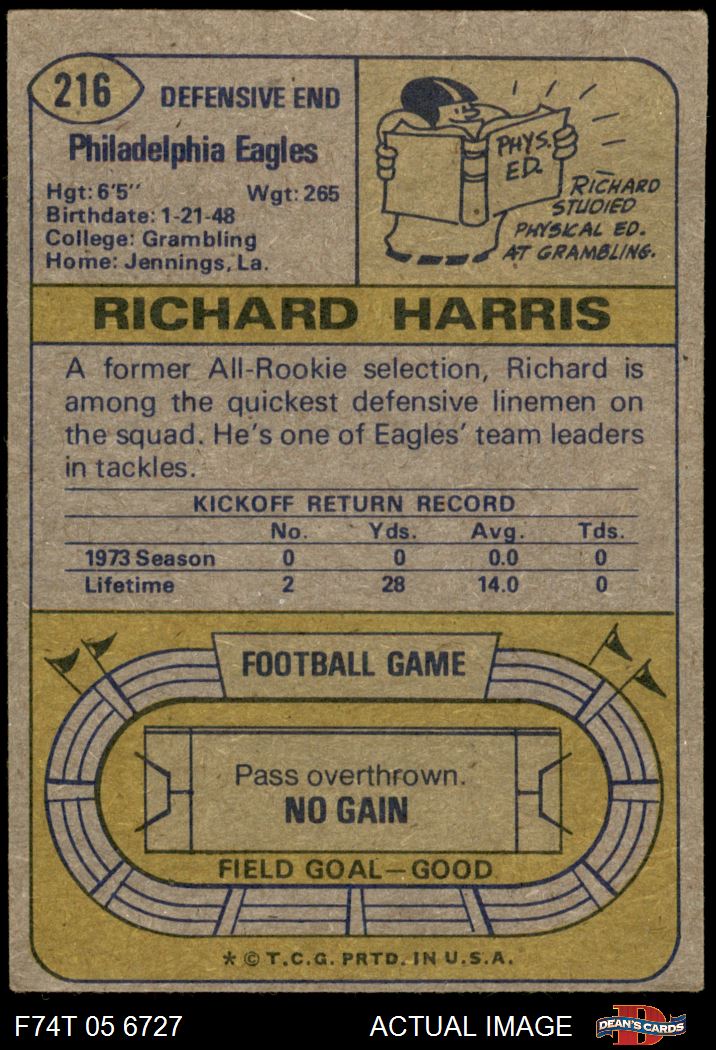 216
DEFENSIVE END
Philadelphia Eagles
Hgt: 6'5" Wgt: 265
Birthdate: 1-21-48
College: Grambling
Home: Jennings, La.
PHYS.
ED.
RICHARD
STUDIED
PHYSICAL ED.
AT GRAMBLING.
RICHARD HARRIS
A former All-Rookie selection, Richard is
among the quickest defensive linemen on
the squad. He's one of Eagles' team leaders
in tackles.
KICKOFF RETURN RECORD
No. Yds. Avg. Tds.
1973 Season 0 0 0.0 0
Lifetime 2 28 14.0 0
FOOTBALL GAME
Pass overthrown.
NO GAIN
FIELD GOAL—GOOD
* © T.C.G. PRTD. IN U.S.A.
F74T 05 6727 ACTUAL IMAGE
D
DEAN'S CARDS